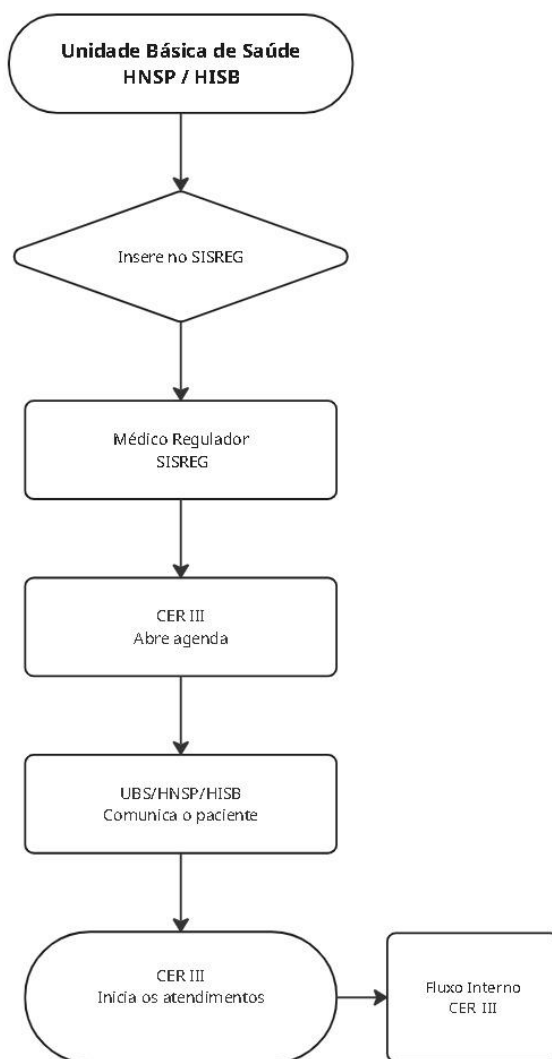 Unidade Básica de Saúde
HNSP / HISB
Insere no SISREG
Médico Regulador
SISREG
CER III
Abre agenda
UBS/HNSP/HISB
Comunica o paciente
CER III
Inicia os atendimentos
Fluxo Interno
CER III